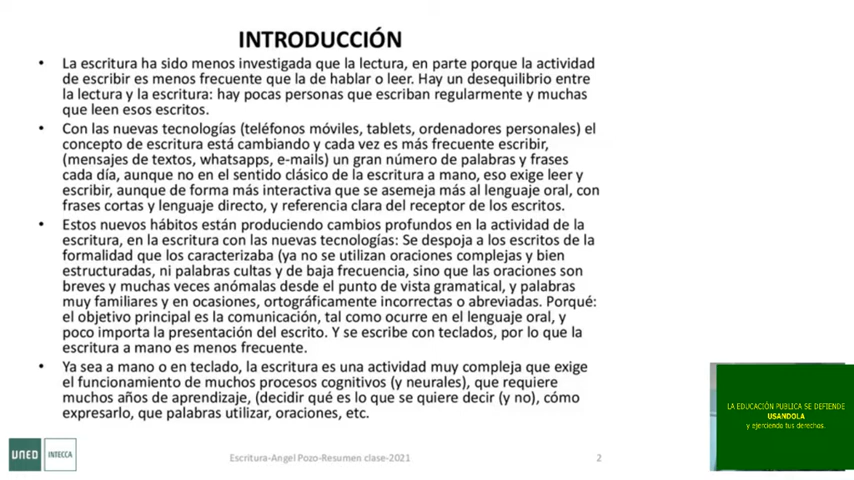 INTRODUCCIÓN
• La escritura ha sido menos investigada que la lectura, en parte porque la actividad
de escribir es menos frecuente que la de hablar o leer. Hay un desequilibrio entre
la lectura y la escritura: hay pocas personas que escriban regularmente y muchas
que leen esos escritos.
• Con las nuevas tecnologías (teléfonos móviles, tablets, ordenadores personales) el
concepto de escritura está cambiando y cada vez es más frecuente escribir,
(mensajes de textos, whatsapps, e-mails) un gran número de palabras y frases
cada día, aunque no en el sentido clásico de la escritura a mano, eso exige leer y
escribir, aunque de forma más interactiva que se asemeja más al lenguaje oral, con
frases cortas y lenguaje directo, y referencia clara del receptor de los escritos.
• Estos nuevos hábitos están produciendo cambios profundos en la actividad de la
escritura, en la escritura con las nuevas tecnologías: Se despoja a los escritos de la
formalidad que los caracterizaba (ya no se utilizan oraciones complejas y bien
estructuradas, ni palabras cultas y de baja frecuencia, sino que las oraciones son
breves y muchas veces anómalas desde el punto de vista gramatical, y palabras
muy familiares y en ocasiones, ortográficamente incorrectas o abreviadas. Porqué:
el objetivo principal es la comunicación, tal como ocurre en el lenguaje oral, y
poco importa la presentación del escrito. Y se escribe con teclados, por lo que la
escritura a mano es menos frecuente.
• Ya sea a mano o en teclado, la escritura es una actividad muy compleja que exige
el funcionamiento de muchos procesos cognitivos (y neurales), que requiere
muchos años de aprendizaje, (decidir qué es lo que se quiere decir (y no), cómo
expresarlo, que palabras utilizar, oraciones, etc.
LA EDUCACIÓN PUBLICA SE DEFIENDE
USANDOLA
y ejerciendo tus derechos.
UNED INTECCA
Escritura-Angel Pozo-Resumen clase-2021
2